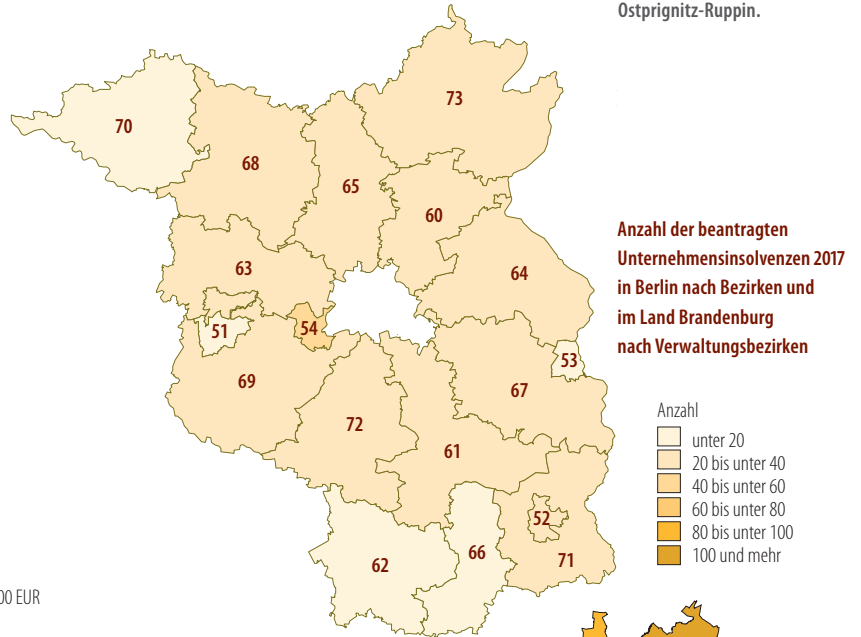 Ostprignitz-Ruppin.
73
70
68
65
60
Anzahl der beantragten
Unternehmensinsolvenzen 2017
in Berlin nach Bezirken und
im Land Brandenburg
nach Verwaltungsbezirken
63
64
51
54
53
69
67
72
61
Anzahl
unter 20
20 bis unter 40
40 bis unter 60
60 bis unter 80
80 bis unter 100
100 und mehr
52
62
66
71
00 EUR